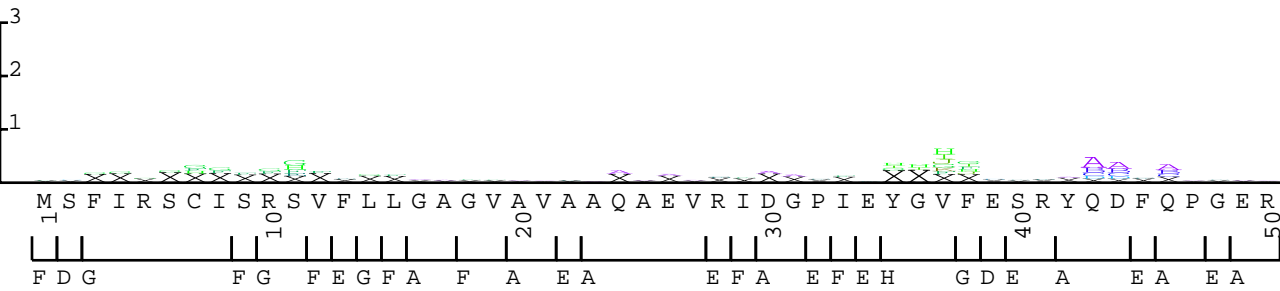 3
2
1
M S F I R S C I S R S V F L L G A G V A V A A Q A E V R I D G P I E Y G V F E S R Y Q D F Q P G E R
1 10 20 30 40 50
F D G F G F E G F A F A E A E F A E F E H G D E A E A E A